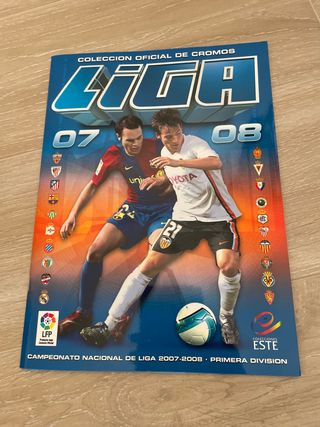 COLECCION OFICIAL DE CROMOS
LiGA
07 08
unicef
TOYOTA
21
LFP
COLECCIONES
ESTE
CAMPEONATO NACIONAL DE LIGA 2007-2008 · PRIMERA DIVISION